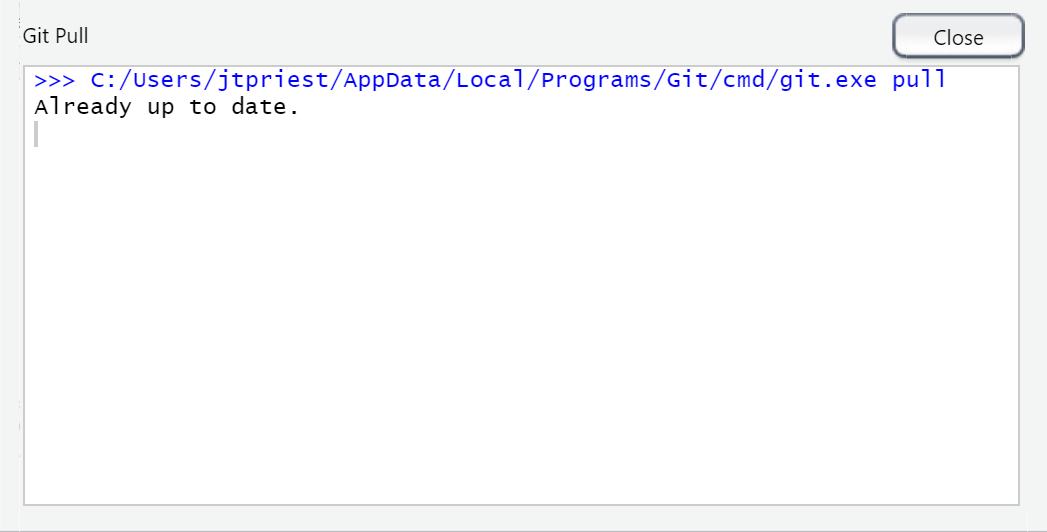 Git Pull
Close
>>> C:/Users/jtpriest/AppData/Local/Programs/Git/cmd/git.exe pull
Already up to date.